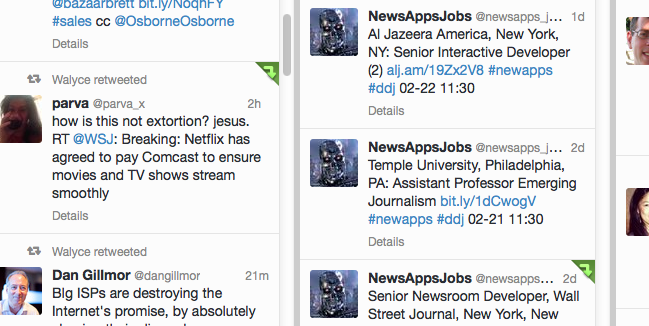 @bazaarbrett bit.ly/NoqhFY
#sales cc @OsborneOsborne
Details
Walyce retweeted
parva @parva_x 2h
how is this not extortion? jesus.
RT @WSJ: Breaking: Netflix has
agreed to pay Comcast to ensure
movies and TV shows stream
smoothly
Details
Walyce retweeted
Dan Gillmor @dangillmor 21m
BIg ISPs are destroying the
Internet's promise, by absolutely
NewsAppsJobs @newsapps_j... 1d
Al Jazeera America, New York,
NY: Senior Interactive Developer
(2) alj.am/19Zx2V8 #newapps
#ddj 02-22 11:30
Details
NewsAppsJobs @newsapps_j... 2d
Temple University, Philadelphia,
PA: Assistant Professor Emerging
Journalism bit.ly/1dCwogV
#newapps #ddj 02-21 11:30
Details
NewsAppsJobs @newsapps... 2d
Senior Newsroom Developer, Wall
Street Journal, New York, New